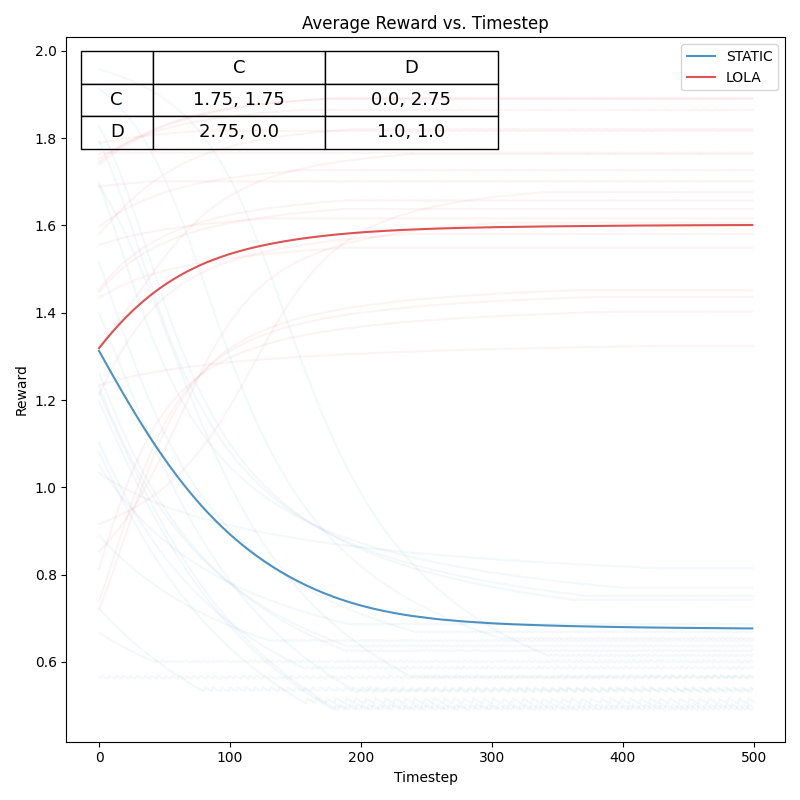 Average Reward vs. Timestep
C D
C 1.75, 1.75 0.0, 2.75
D 2.75, 0.0 1.0, 1.0
STATIC
LOLA
2.0
1.8
1.6
1.4
1.2
1.0
0.8
0.6
Reward
0 100 200 300 400 500
Timestep